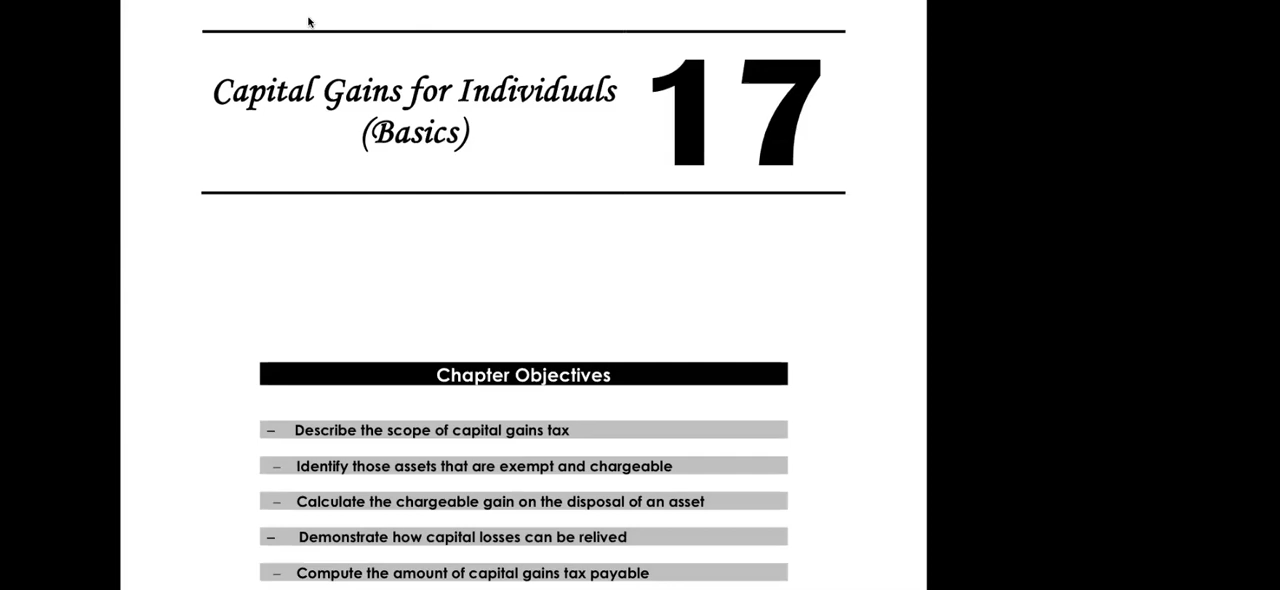 Capital Gains for Individuals
(Basics)
17
Chapter Objectives
– Describe the scope of capital gains tax
– Identify those assets that are exempt and chargeable
– Calculate the chargeable gain on the disposal of an asset
– Demonstrate how capital losses can be relived
– Compute the amount of capital gains tax payable